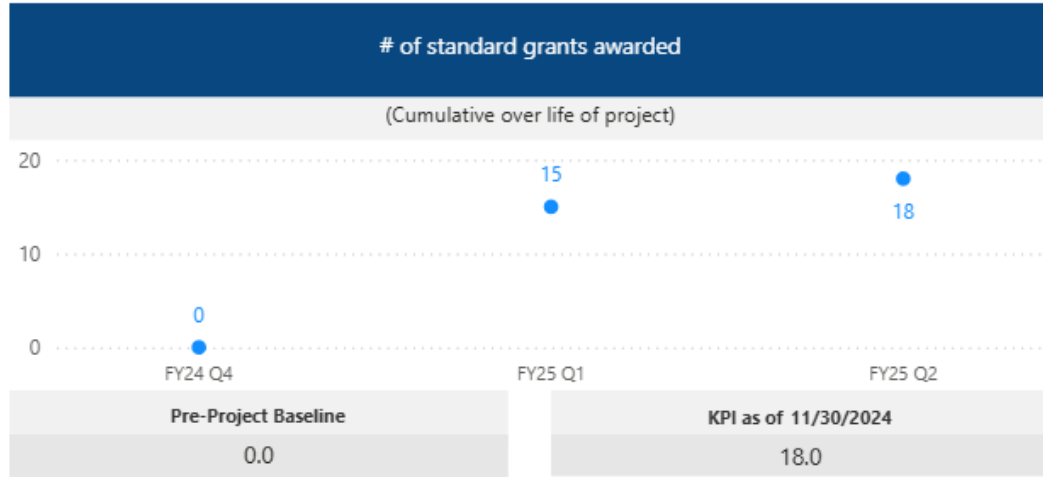 # of standard grants awarded
(Cumulative over life of project)
20
15
18
10
0
0
FY24 Q4 FY25 Q1 FY25 Q2
Pre-Project Baseline KPI as of 11/30/2024
0.0 18.0